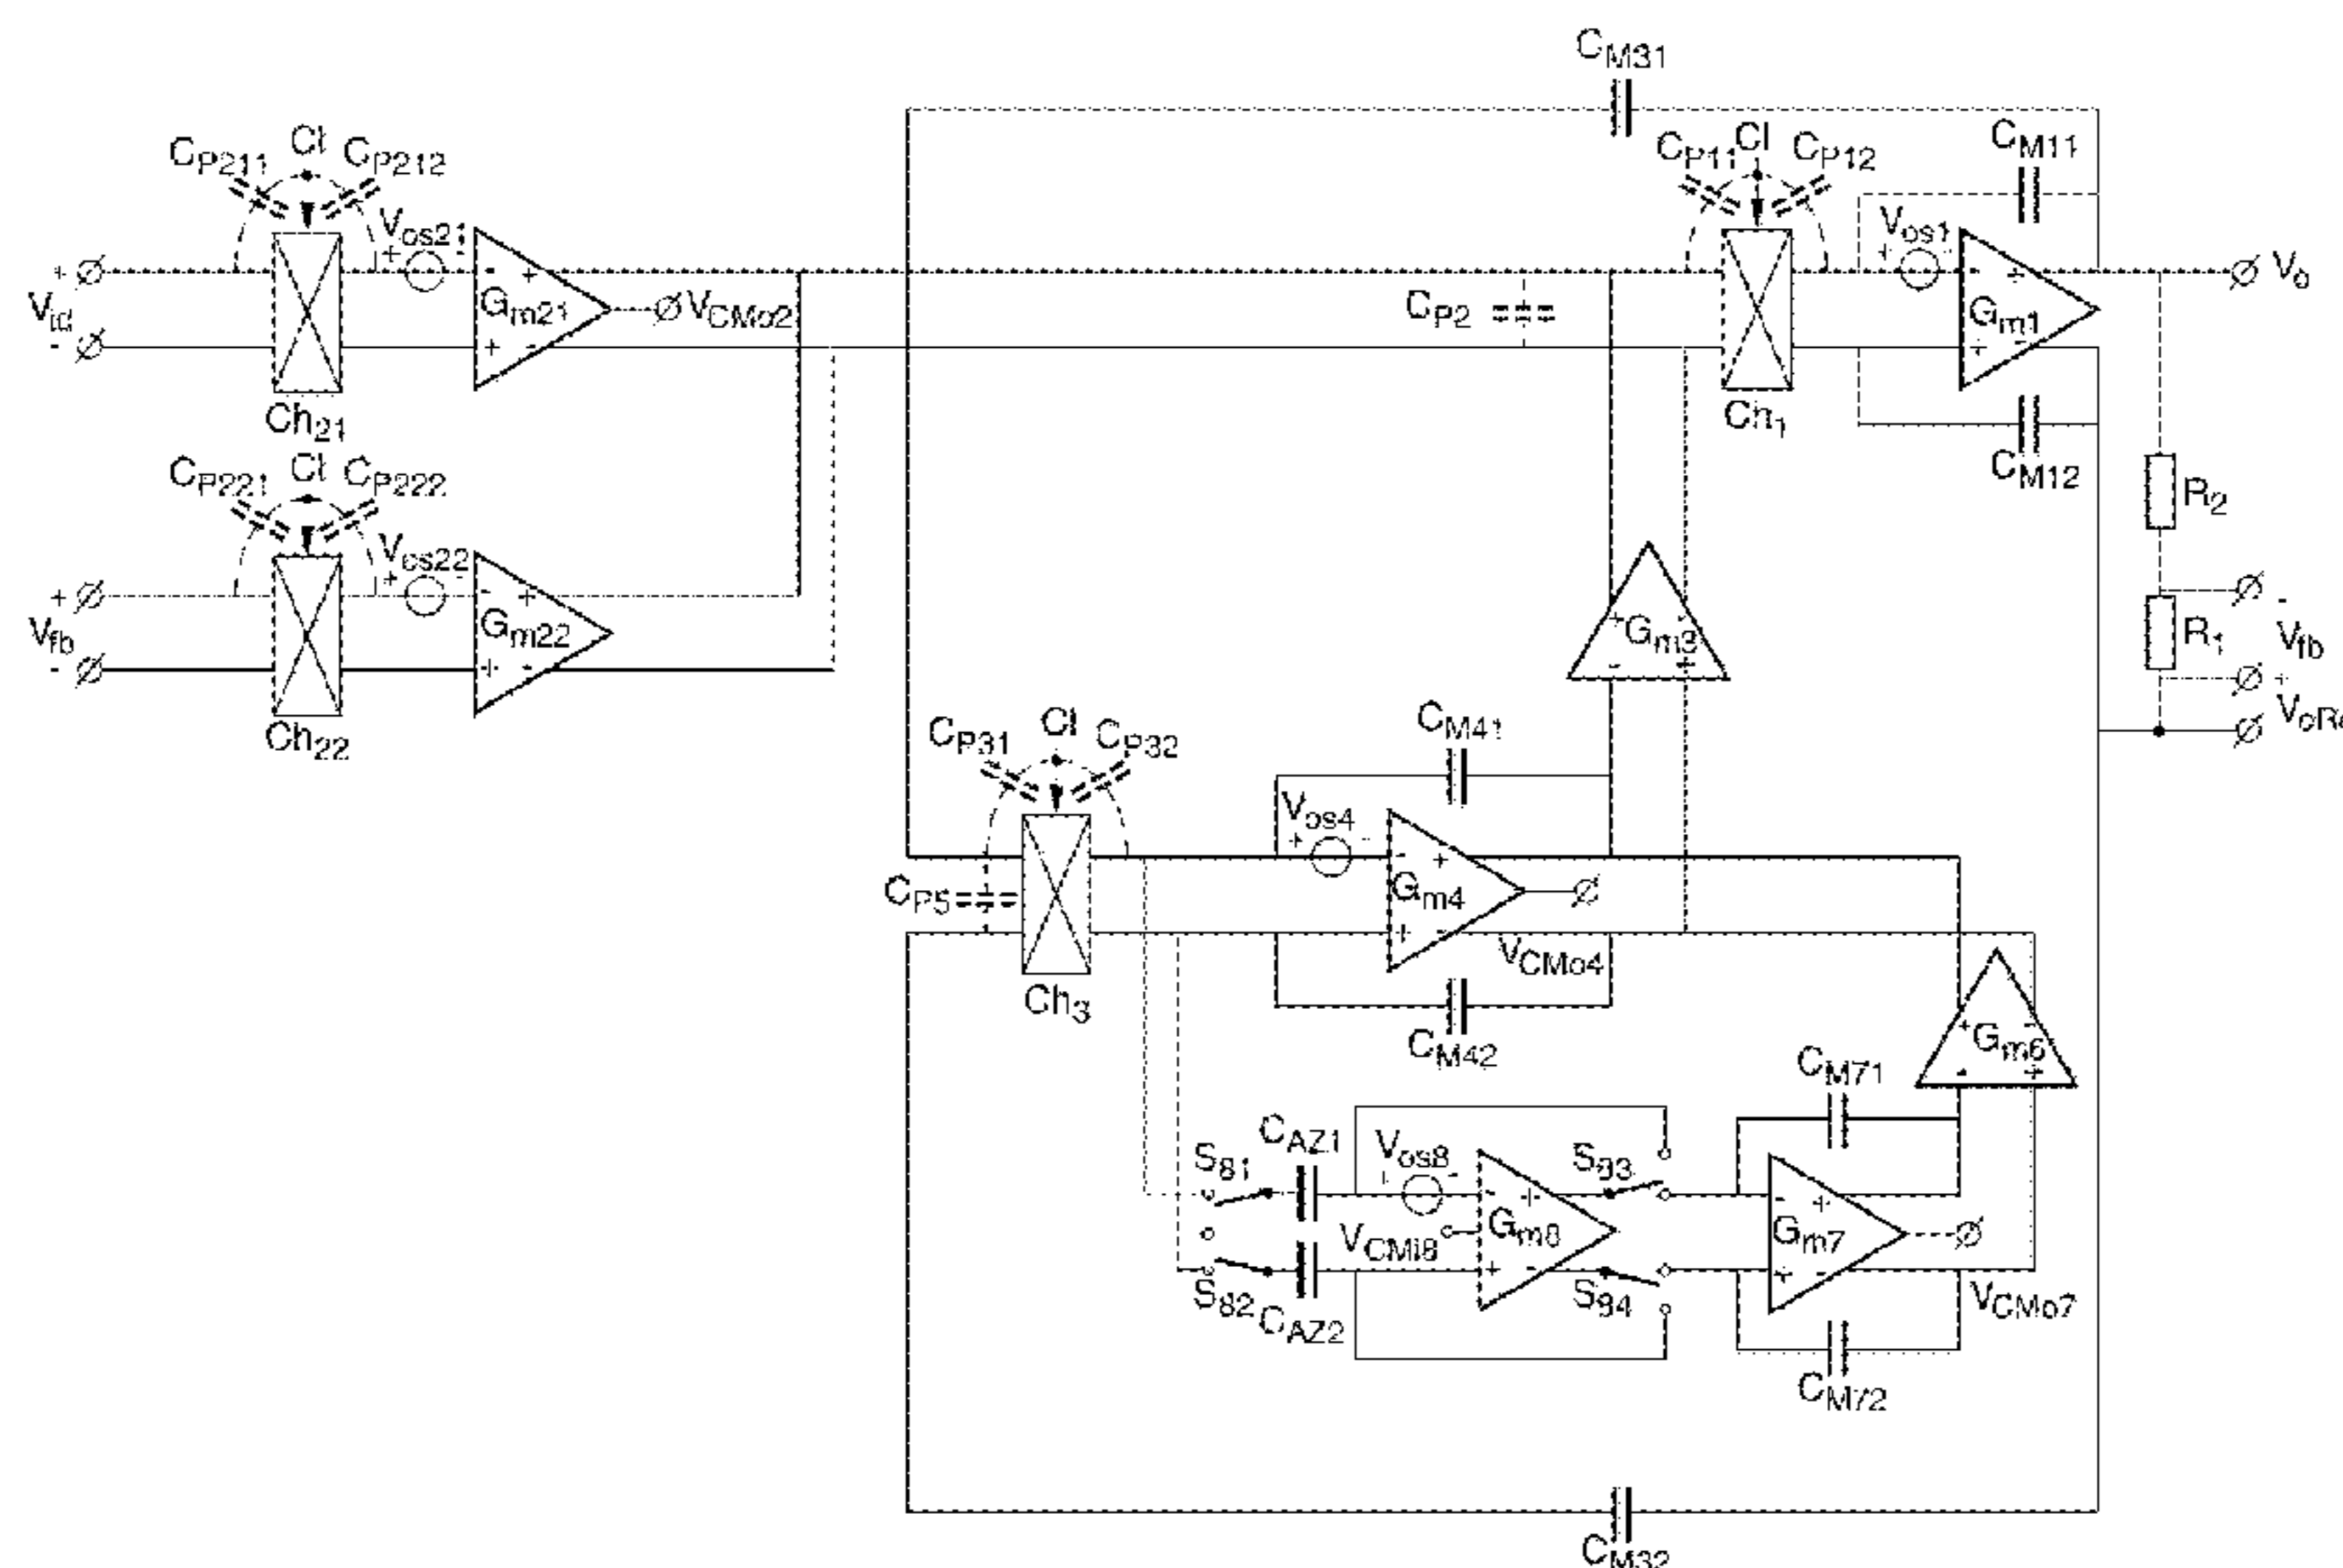 C_M31
C_P211 Cl C_P212
C_P11 Cl C_P12
C_M11
V_os21
+ -
V_os1
+ -
+
V_id
-
- +
G_m21
+ -
V_CMo2
C_P2
- +
G_m1
+ -
V_o
Ch_21
Ch_1
C_M12
C_P221 Cl C_P222
V_os22
+ -
R_2
+
V_fb
-
- +
G_m22
+ -
Ch_22
+ -
G_m3
- +
R_1
-
V_fb
+
C_P31 Cl C_P32
C_M41
V_os4
+ -
C_P5
- +
G_m4
+ -
V_CMo4
Ch_3
C_M42
+ -
G_m6
- +
C_M71
C_AZ1
S_81
V_os8
+ -
S_83
V_CMi8
- +
G_m8
+ -
- +
G_m7
+ -
S_82
C_AZ2
S_84
V_CMo7
C_M72
C_M32